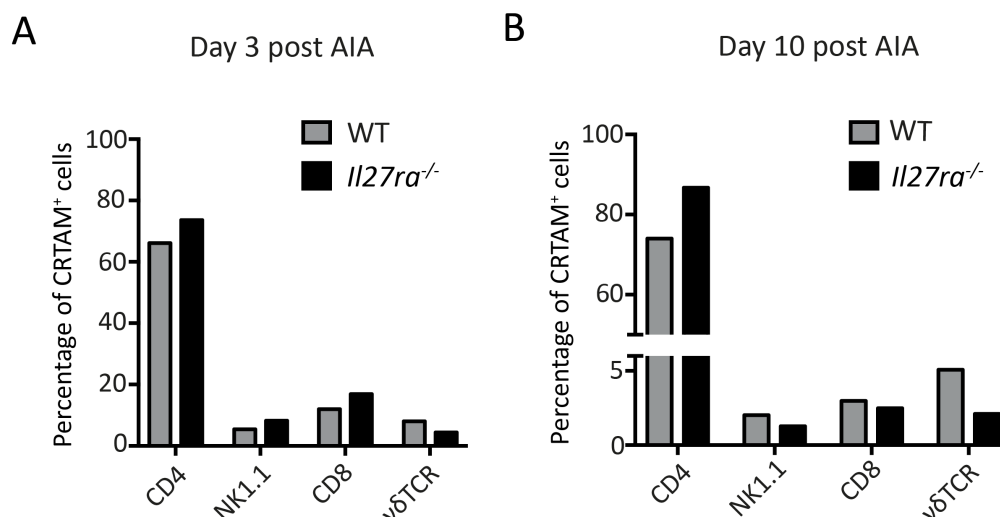 A
Day 3 post AIA
WT
Il27ra-/-
Percentage of CRTAM+ cells
100
80
60
40
20
0
CD4
NK1.1
CD8
γδTCR
B
Day 10 post AIA
WT
Il27ra-/-
Percentage of CRTAM+ cells
100
80
60
5
0
CD4
NK1.1
CD8
γδTCR